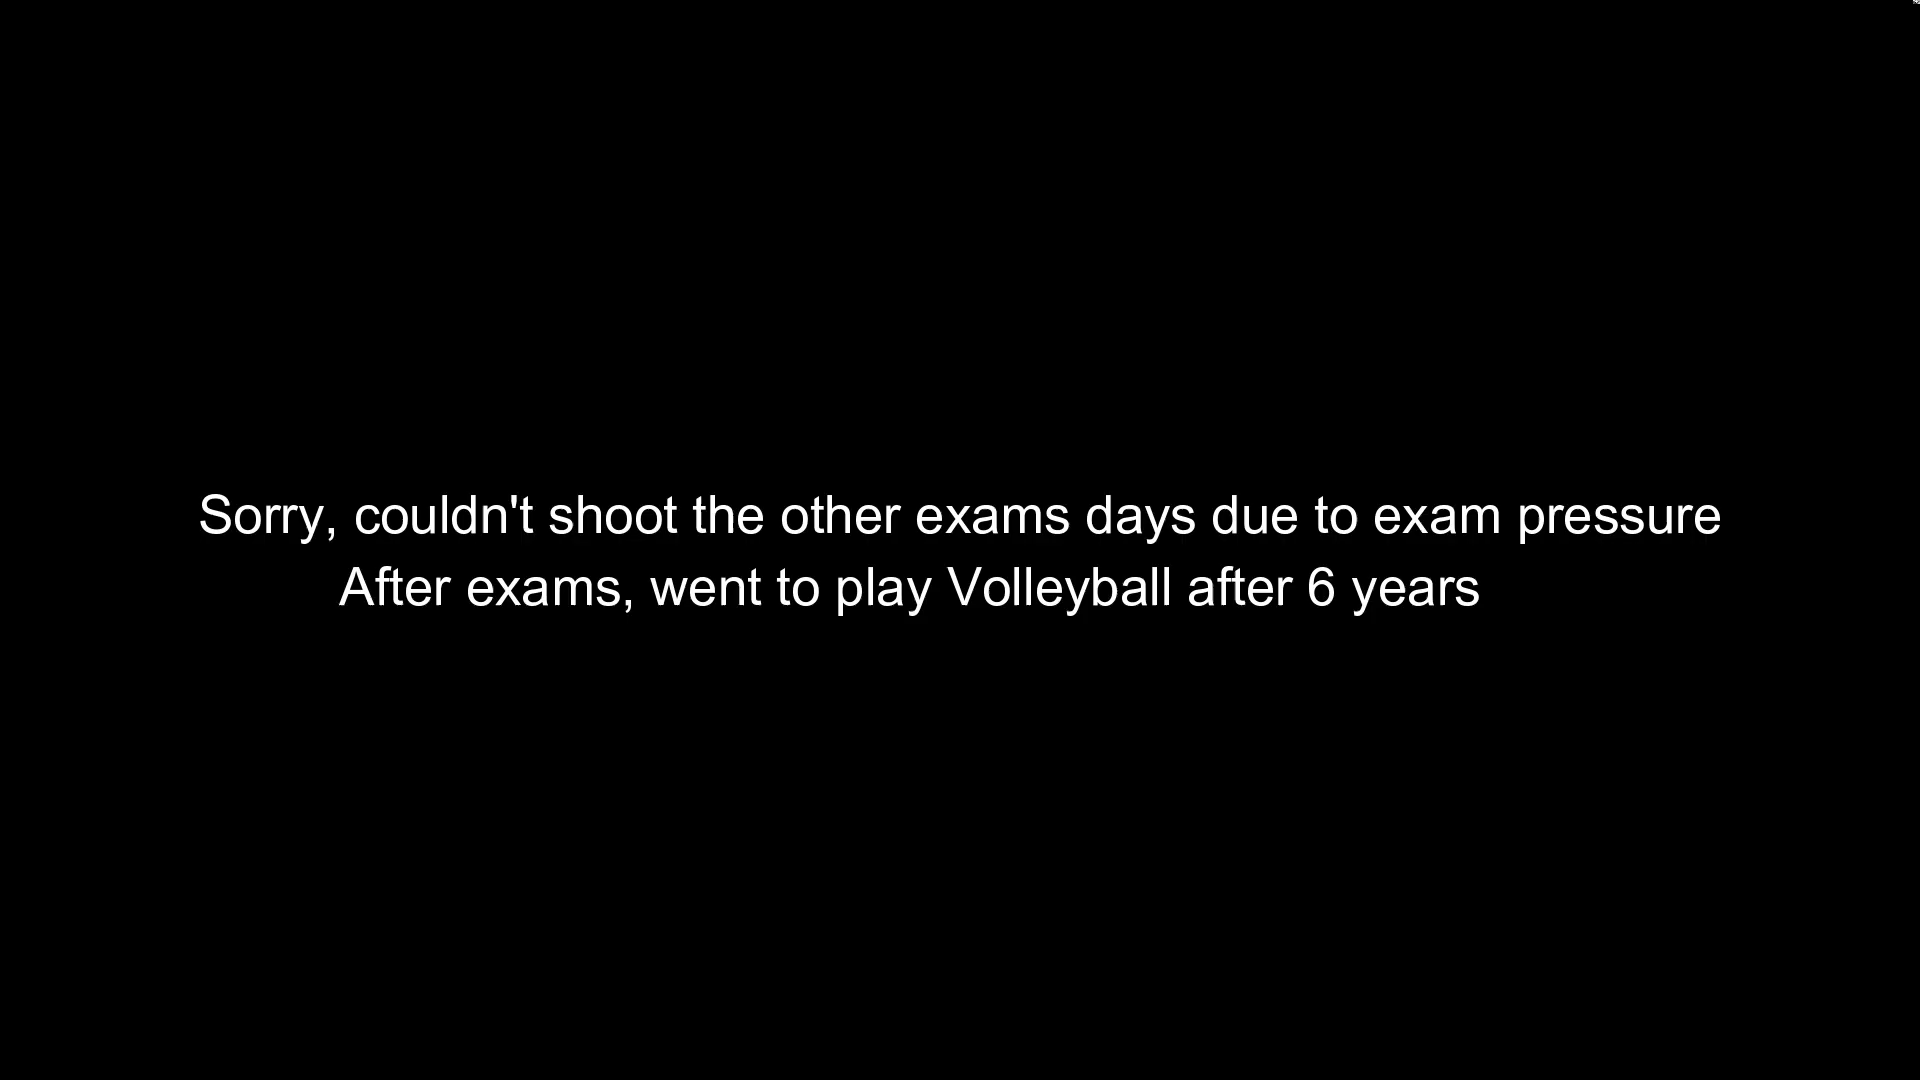 Sorry, couldn't shoot the other exams days due to exam pressure
After exams, went to play Volleyball after 6 years